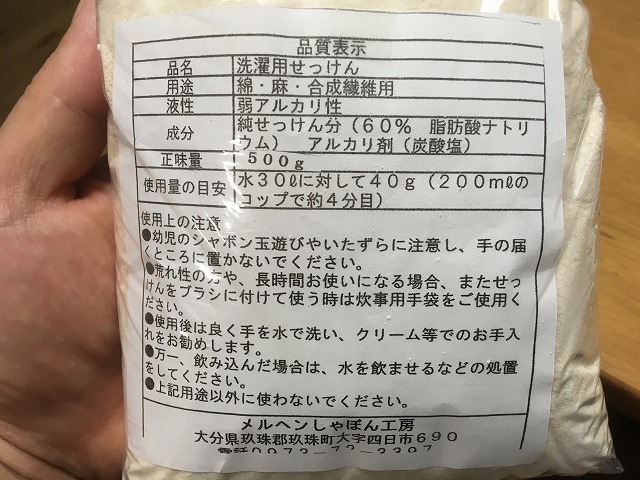 品質表示
品名 洗濯用せっけん
用途 綿・麻・合成繊維用
液性 弱アルカリ性
成分 純せっけん分（60% 脂肪酸ナトリウム） アルカリ剤（炭酸塩）
正味量 500g
使用量の目安 水30ℓに対して40g（200mℓのコップで約4分目）
使用上の注意
●幼児のシャボン玉遊びやいたずらに注意し、手の届
くところに置かないでください。
●荒れ性の方や、長時間お使いになる場合、またせっ
けんをブラシに付けて使う時は炊事用手袋をご使用く
ださい。
●使用後は良く手を水で洗い、クリーム等でのお手入
れをお勧めします。
●万一、飲み込んだ場合は、水を飲ませるなどの処置
をしてください。
●上記用途以外に使わないでください。
メルヘンしゃぼん工房
大分県玖珠郡玖珠町大字四日市690
電話0973-72-3397